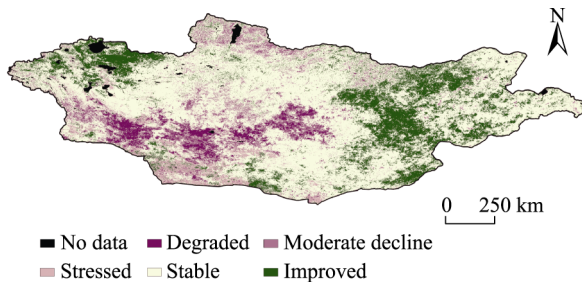 N
0 250 km
No data Degraded Moderate decline
Stressed Stable Improved